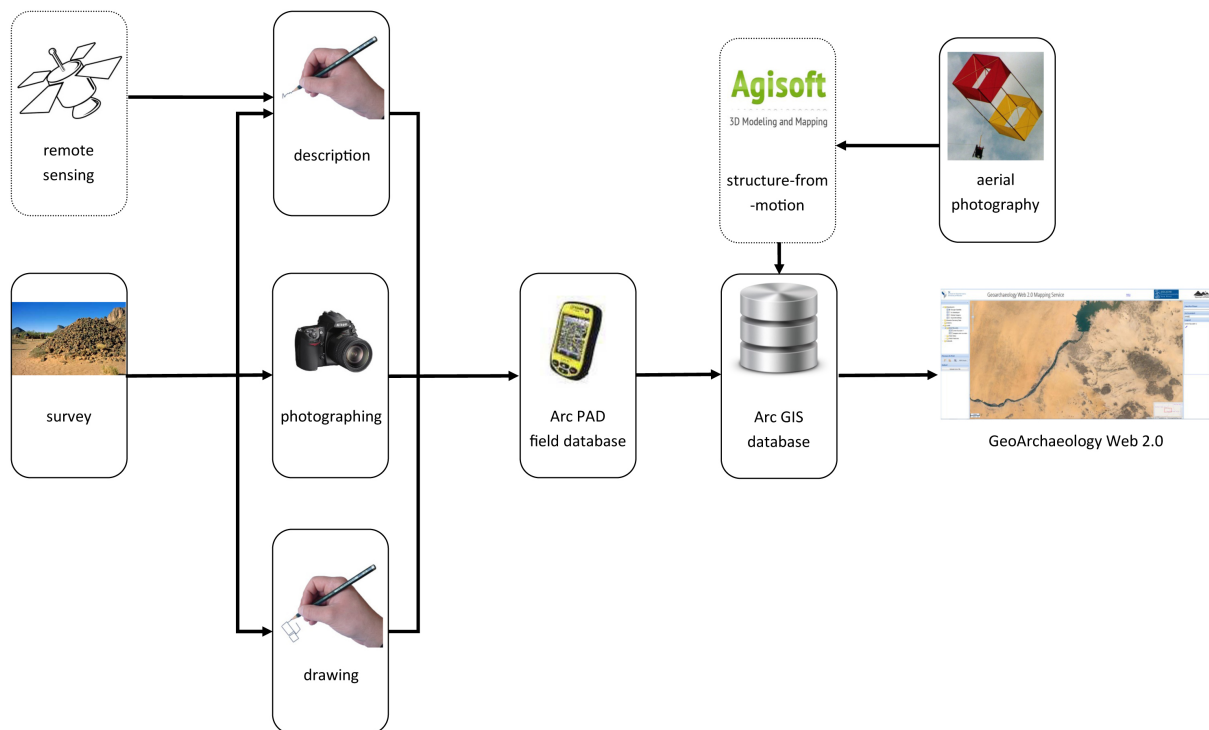 remote
sensing
description
Agisoft
3D Modeling and Mapping
structure-from
-motion
aerial
photography
survey
photographing
Arc PAD
field database
Arc GIS
database
Geoarchaeology Web 2.0 Mapping Service
GeoArchaeology Web 2.0
drawing